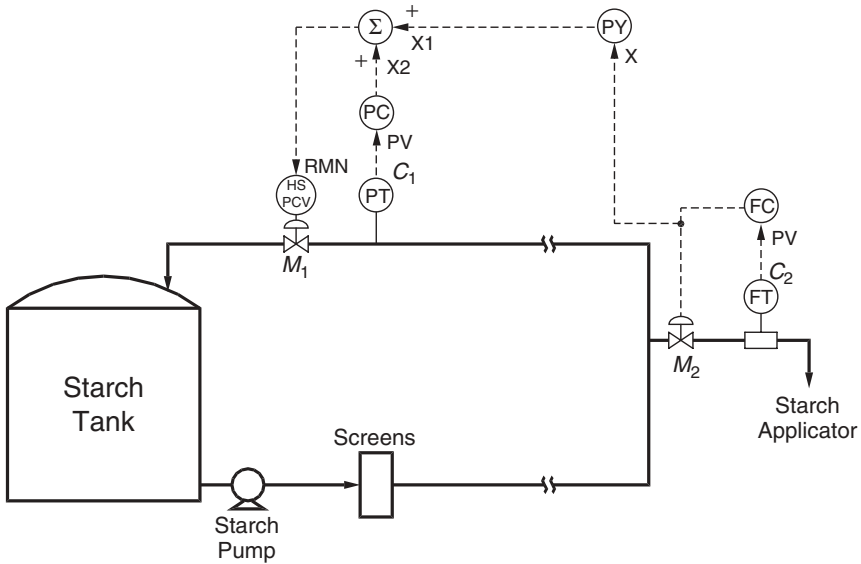 Σ
+
X1
PY
X
+
X2
PC
PV
RMN
C1
HS
PCV
PT
FC
PV
M1
C2
FT
M2
Starch
Tank
Starch
Applicator
Screens
Starch
Pump